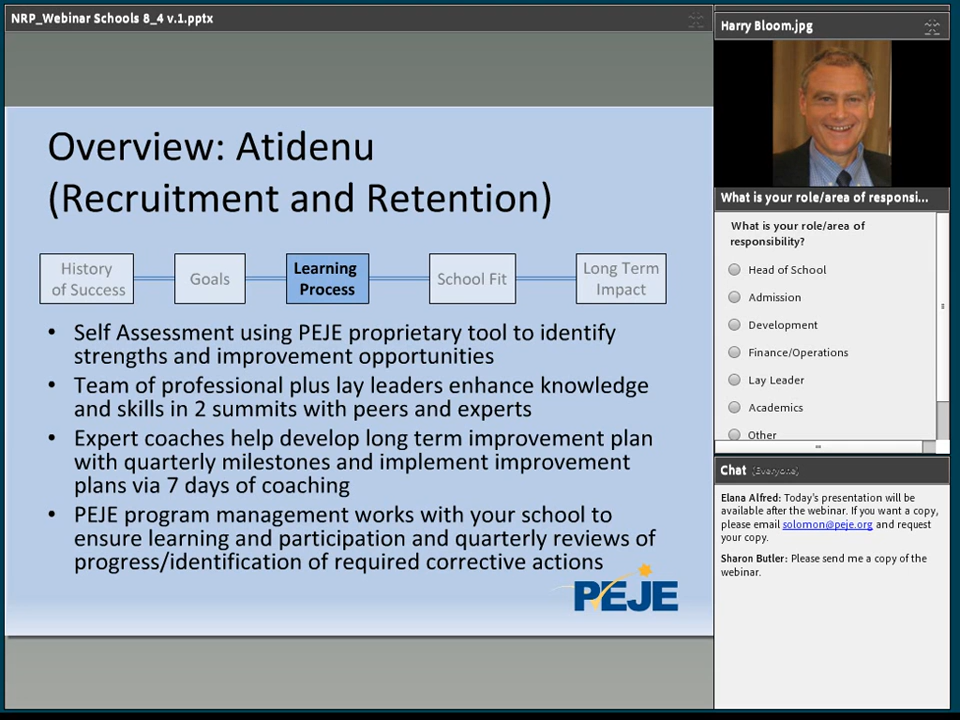 NRP_Webinar Schools 8_4 v.1.pptx
Overview: Atidenu
(Recruitment and Retention)
History
of Success
Goals
Learning
Process
School Fit
Long Term
Impact
• Self Assessment using PEJE proprietary tool to identify
strengths and improvement opportunities
• Team of professional plus lay leaders enhance knowledge
and skills in 2 summits with peers and experts
• Expert coaches help develop long term improvement plan
with quarterly milestones and implement improvement
plans via 7 days of coaching
• PEJE program management works with your school to
ensure learning and participation and quarterly reviews of
progress/identification of required corrective actions
PEJE
Harry Bloom.jpg
What is your role/area of responsi...
What is your role/area of
responsibility?
Head of School
Admission
Development
Finance/Operations
Lay Leader
Academics
Other
Chat (Everyone)
Elana Alfred: Today's presentation will be
available after the webinar. If you want a copy,
please email solomon@peje.org and request
your copy.
Sharon Butler: Please send me a copy of the
webinar.